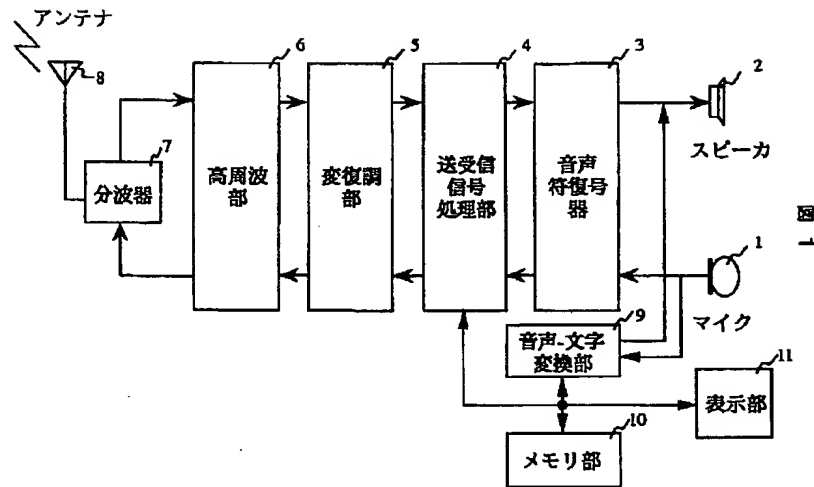 アンテナ
8
7
分波器
6
高周波
部
5
変復調
部
4
送受信
信号
処理部
3
音声
符復号
器
2
スピーカ
1
マイク
9
音声-文字
変換部
10
メモリ部
11
表示部
図1